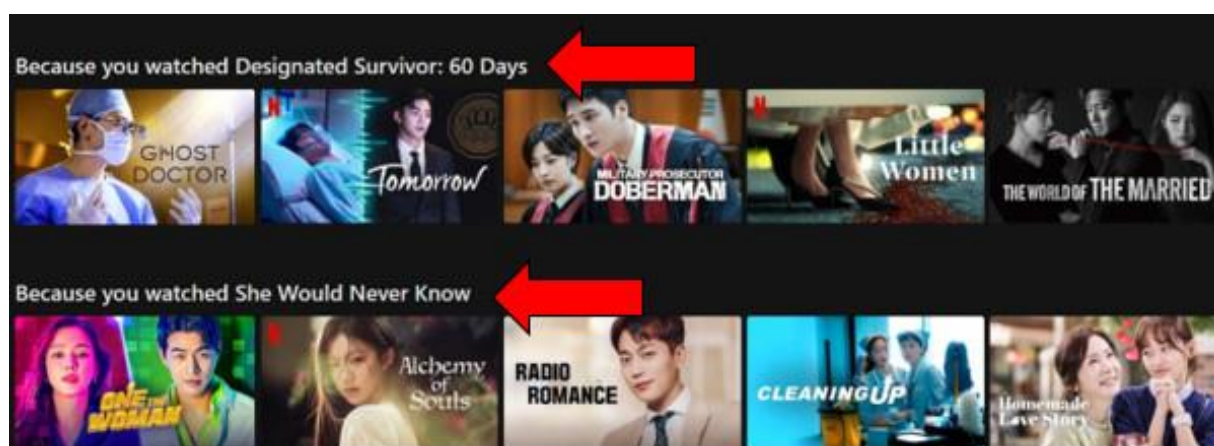 Because you watched Designated Survivor: 60 Days
GHOST
DOCTOR
N
Tomorrow
MILITARY PROSECUTOR
DOBERMAN
N
Little
Women
THE WORLD OF THE MARRIED
Because you watched She Would Never Know
ONE THE
WOMAN
N
Alchemy
of
Souls
RADIO
ROMANCE
CLEANING UP
Homemade
Love Story